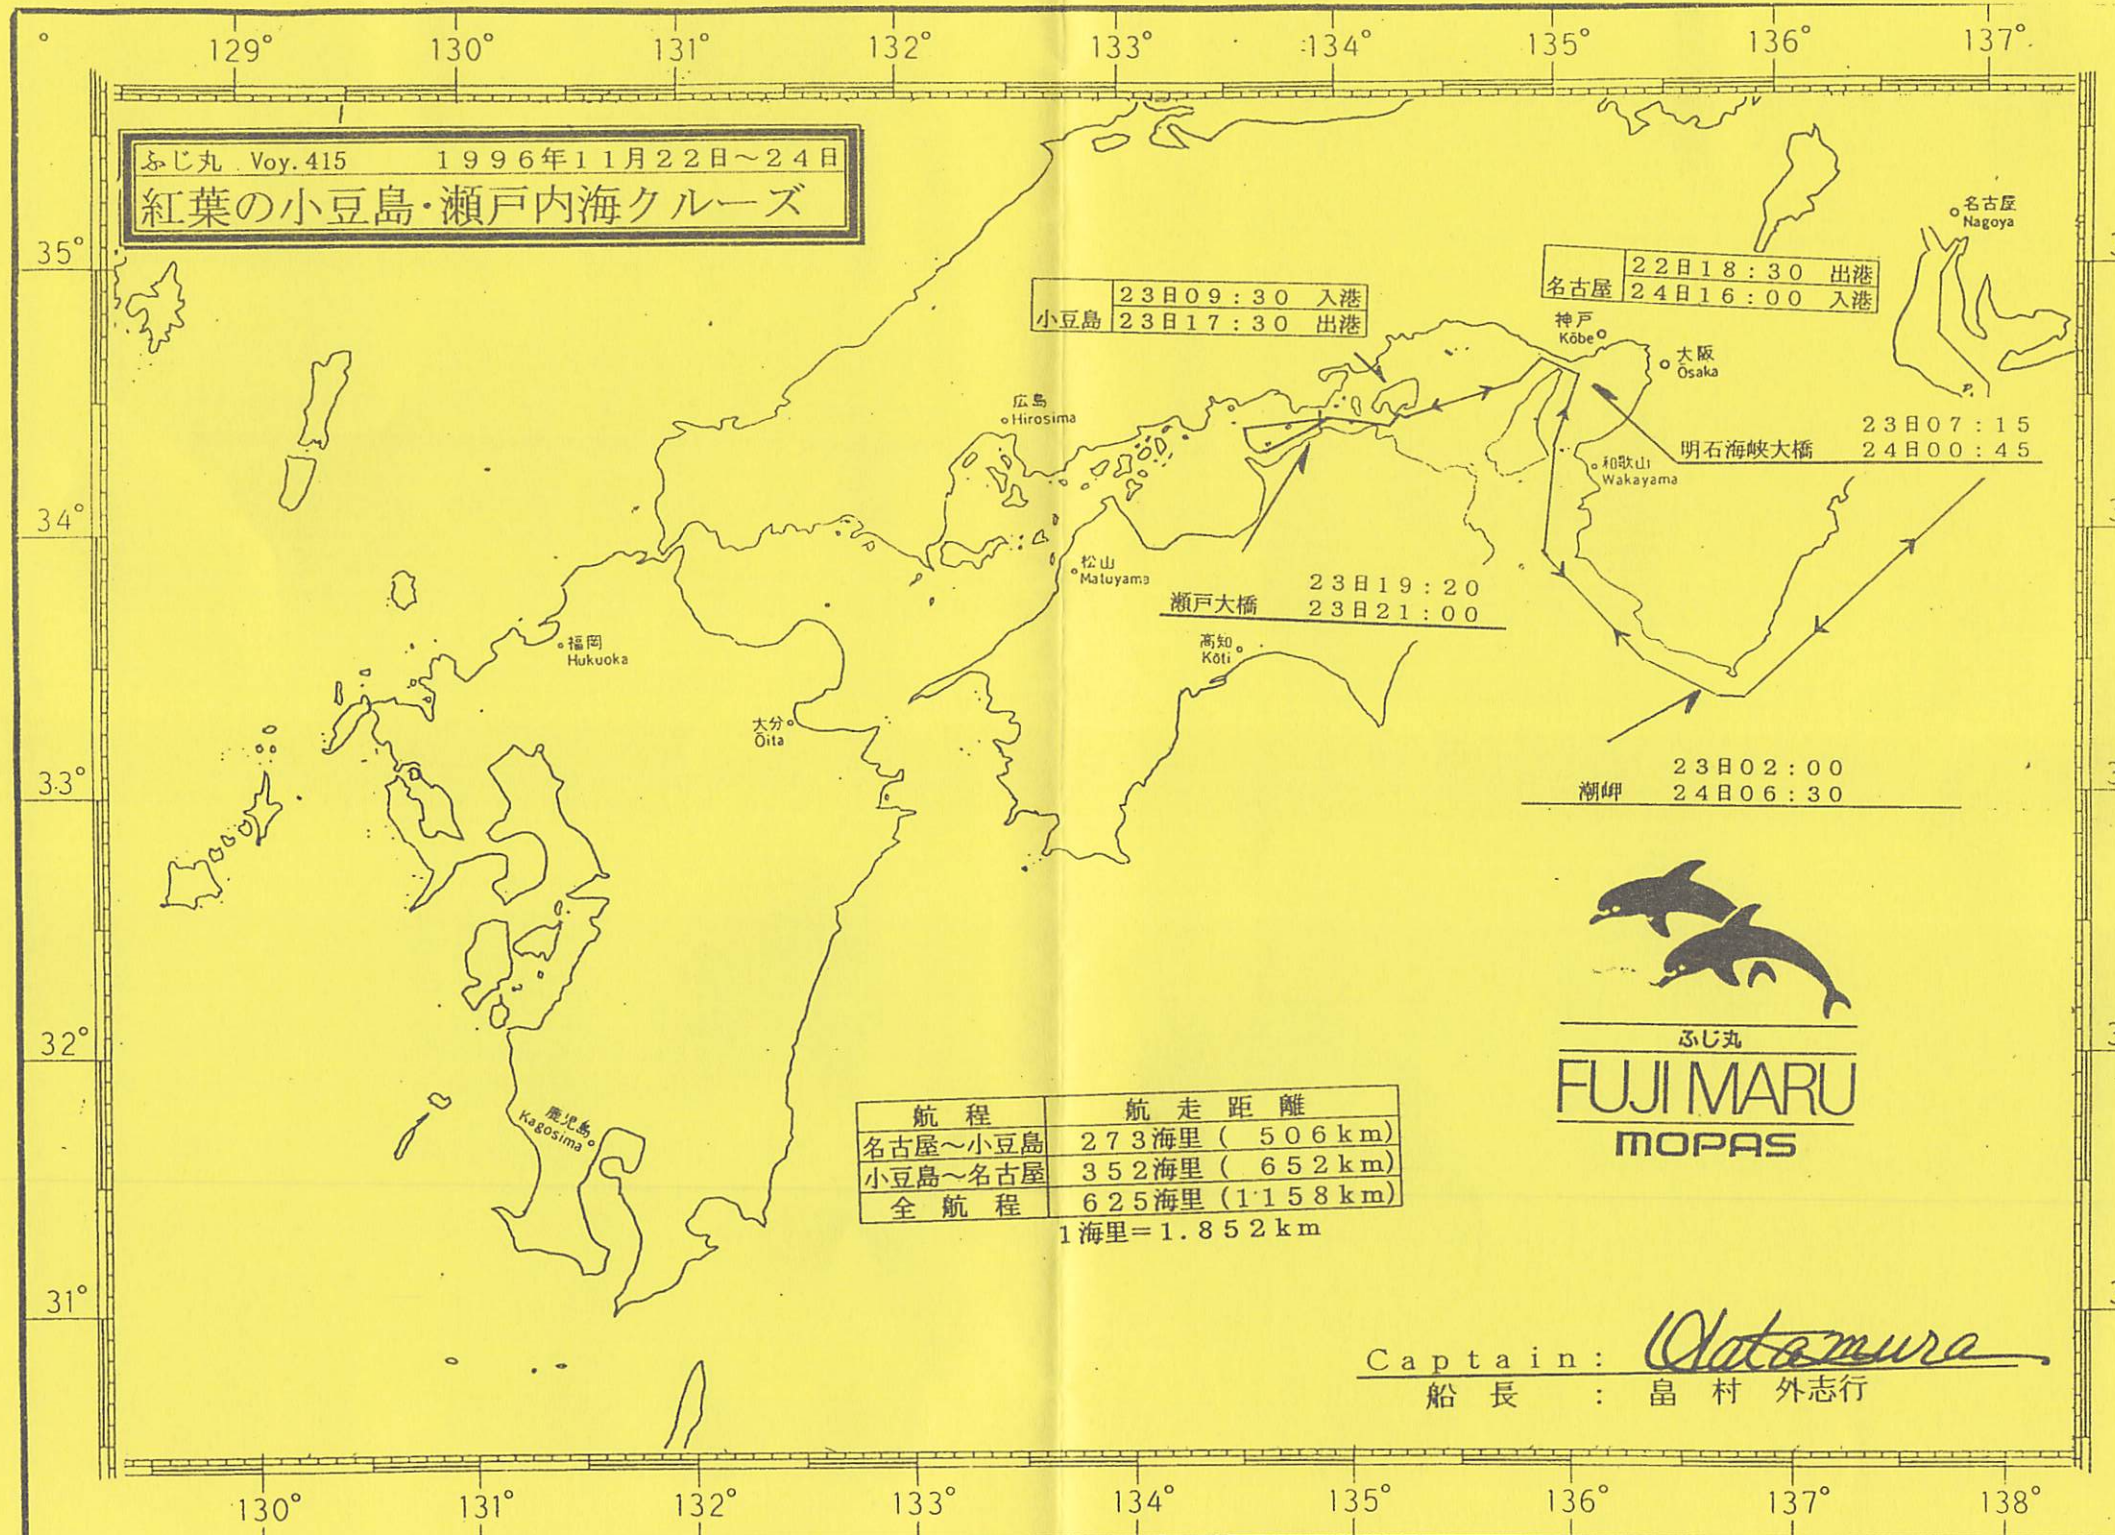 129° 130° 131° 132° 133° 134° 135° 136° 137°
ふじ丸 Voy.415 1996年11月22日~24日
紅葉の小豆島・瀬戸内海クルーズ
名古屋
Nagoya
35°
名古屋 22日18:30 出港
24日16:00 入港
小豆島 23日09:30 入港
23日17:30 出港
神戸
Kōbe
大阪
Ōsaka
広島
Hirosima
明石海峡大橋 23日07:15
24日00:45
和歌山
Wakayama
34°
松山
Matuyama
瀬戸大橋 23日19:20
23日21:00
福岡
Hukuoka
高知
Kōti
大分
Ōita
33°
潮岬 23日02:00
24日06:30
32°
ふじ丸
FUJI MARU
MOPAS
鹿児島
Kagosima
航程 航走距離
名古屋~小豆島 273海里 ( 506km)
小豆島~名古屋 352海里 ( 652km)
全航程 625海里 (1158km)
1海里=1.852km
31°
Captain: Hatamura
船長 : 畠村 外志行
130° 131° 132° 133° 134° 135° 136° 137° 138°